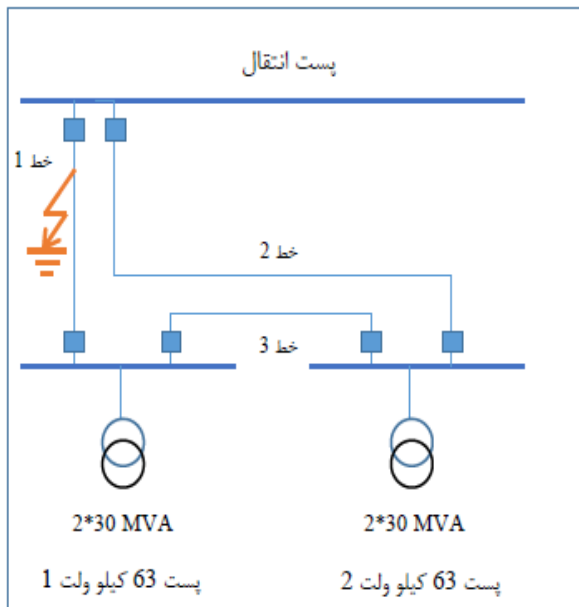 پست انتقال
خط 1
خط 2
خط 3
2*30 MVA
2*30 MVA
پست 63 کیلو ولت 1
پست 63 کیلو ولت 2